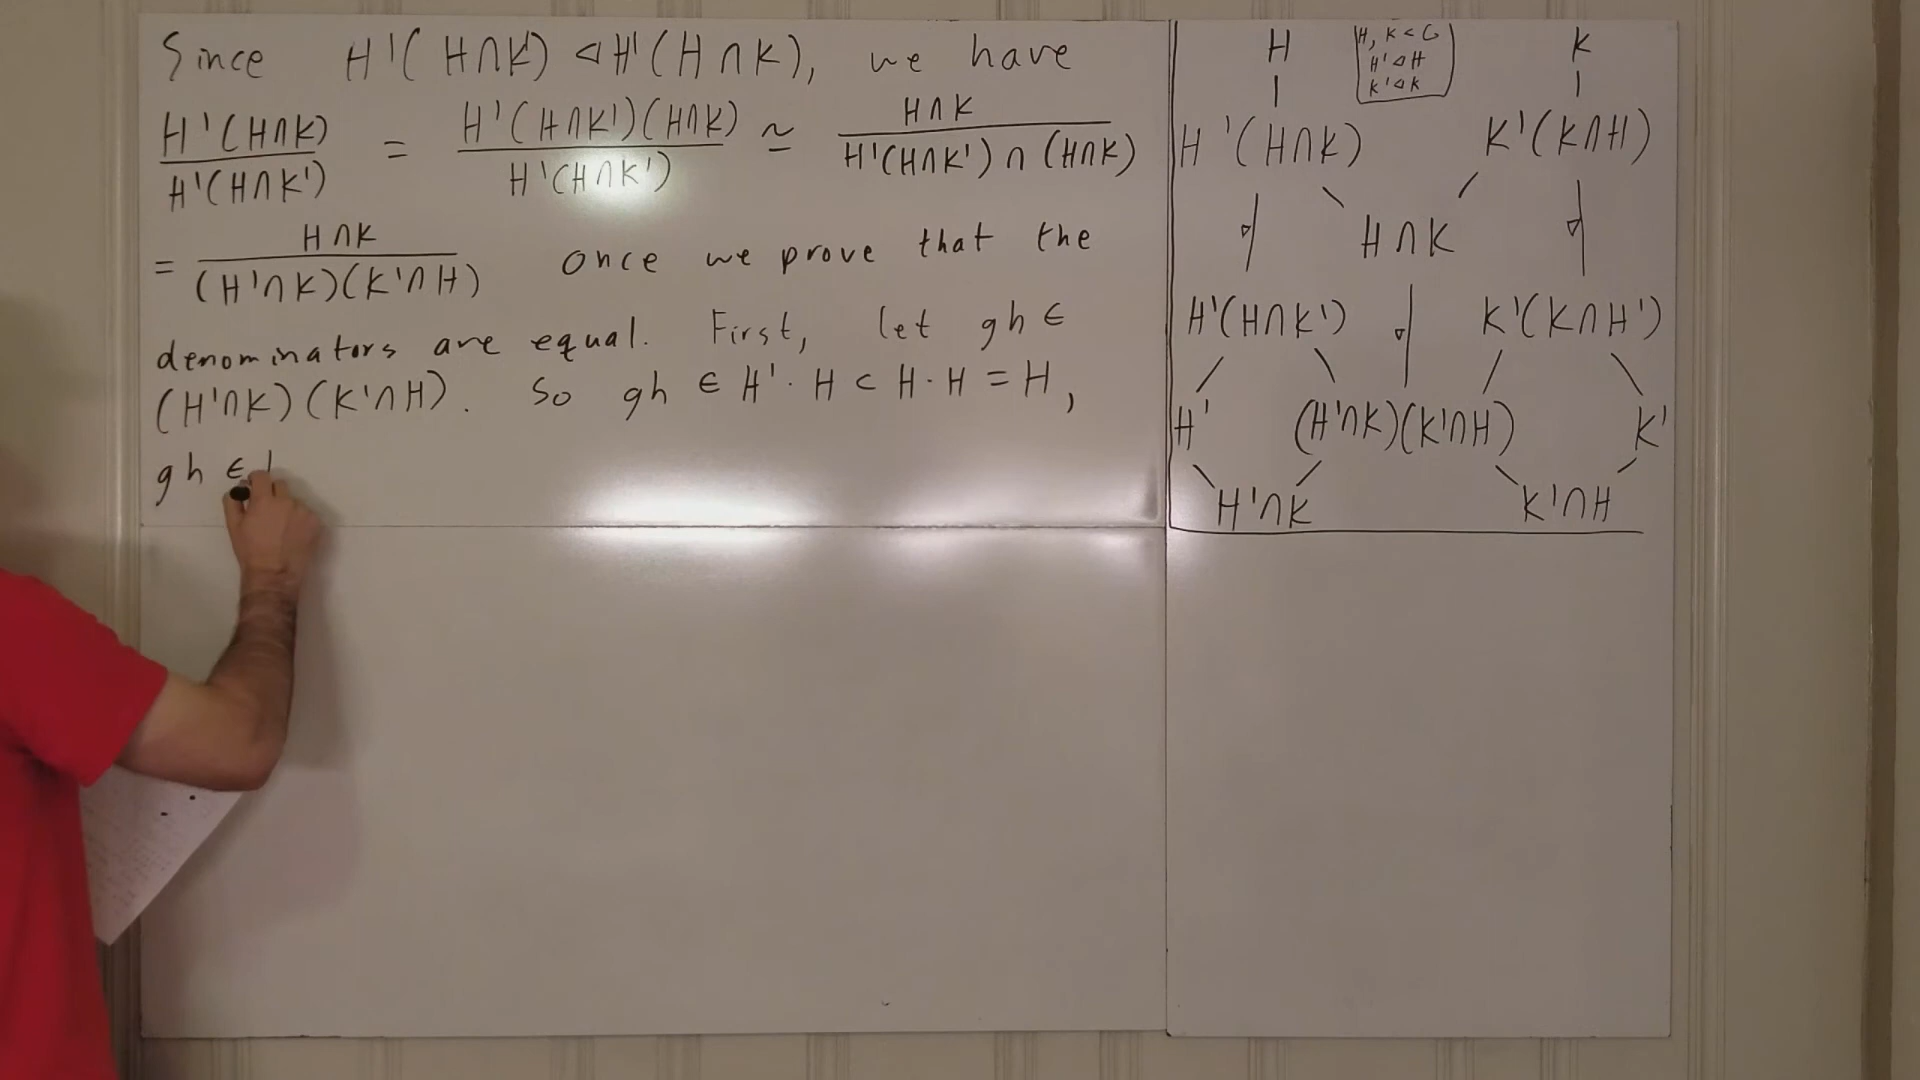 Since H'(H∩K') ⊲ H'(H∩K), we have
H'(H∩K) / H'(H∩K') = H'(H∩K')(H∩K) / H'(H∩K') ≃ H∩K / H'(H∩K') ∩ (H∩K)
= H∩K / (H'∩K)(K'∩H) once we prove that the
denominators are equal. First, let gh ∈
(H'∩K)(K'∩H). So gh ∈ H'·H ⊂ H·H = H,
gh ∈
H K
H, K < G
H' ⊲ H
K' ⊲ K
H'(H∩K) K'(K∩H)
H∩K
H'(H∩K') K'(K∩H')
H' (H'∩K)(K'∩H) K'
H'∩K K'∩H